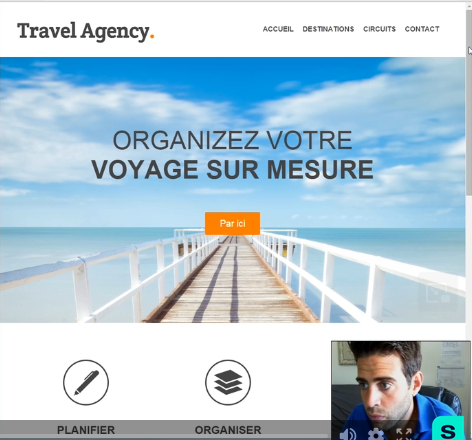 Travel Agency.
ACCUEIL DESTINATIONS CIRCUITS CONTACT
ORGANIZEZ VOTRE
VOYAGE SUR MESURE
Par ici
PLANIFIER ORGANISER
S